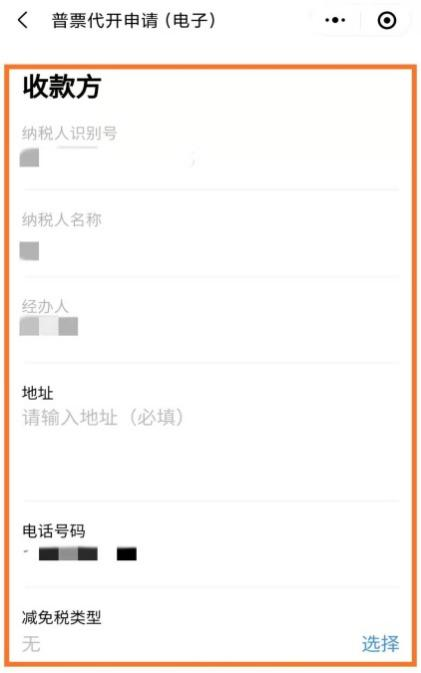 普票代开申请（电子）
收款方
纳税人识别号
纳税人名称
经办人
地址
请输入地址（必填）
电话号码
减免税类型
无
选择